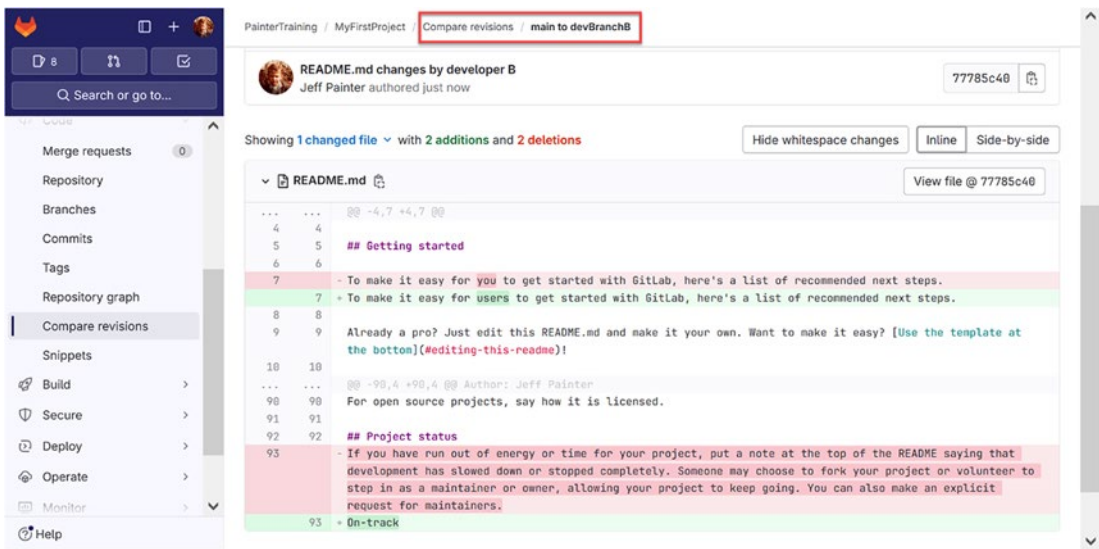 PainterTraining / MyFirstProject / Compare revisions / main to devBranchB
8
Search or go to...
Code
Merge requests 0
Repository
Branches
Commits
Tags
Repository graph
Compare revisions
Snippets
Build
Secure
Deploy
Operate
Monitor
Help
README.md changes by developer B
Jeff Painter authored just now
77785c40
Showing 1 changed file with 2 additions and 2 deletions
Hide whitespace changes Inline Side-by-side
README.md
View file @ 77785c40
... ... @@ -4,7 +4,7 @@
4 4
5 5 ## Getting started
6 6
7 - To make it easy for you to get started with GitLab, here's a list of recommended next steps.
7 + To make it easy for users to get started with GitLab, here's a list of recommended next steps.
8 8
9 9 Already a pro? Just edit this README.md and make it your own. Want to make it easy? [Use the template at
the bottom](#editing-this-readme)!
10 10
... ... @@ -90,4 +90,4 @@ Author: Jeff Painter
90 90 For open source projects, say how it is licensed.
91 91
92 92 ## Project status
93 - If you have run out of energy or time for your project, put a note at the top of the README saying that
development has slowed down or stopped completely. Someone may choose to fork your project or volunteer to
step in as a maintainer or owner, allowing your project to keep going. You can also make an explicit
request for maintainers.
93 + On-track